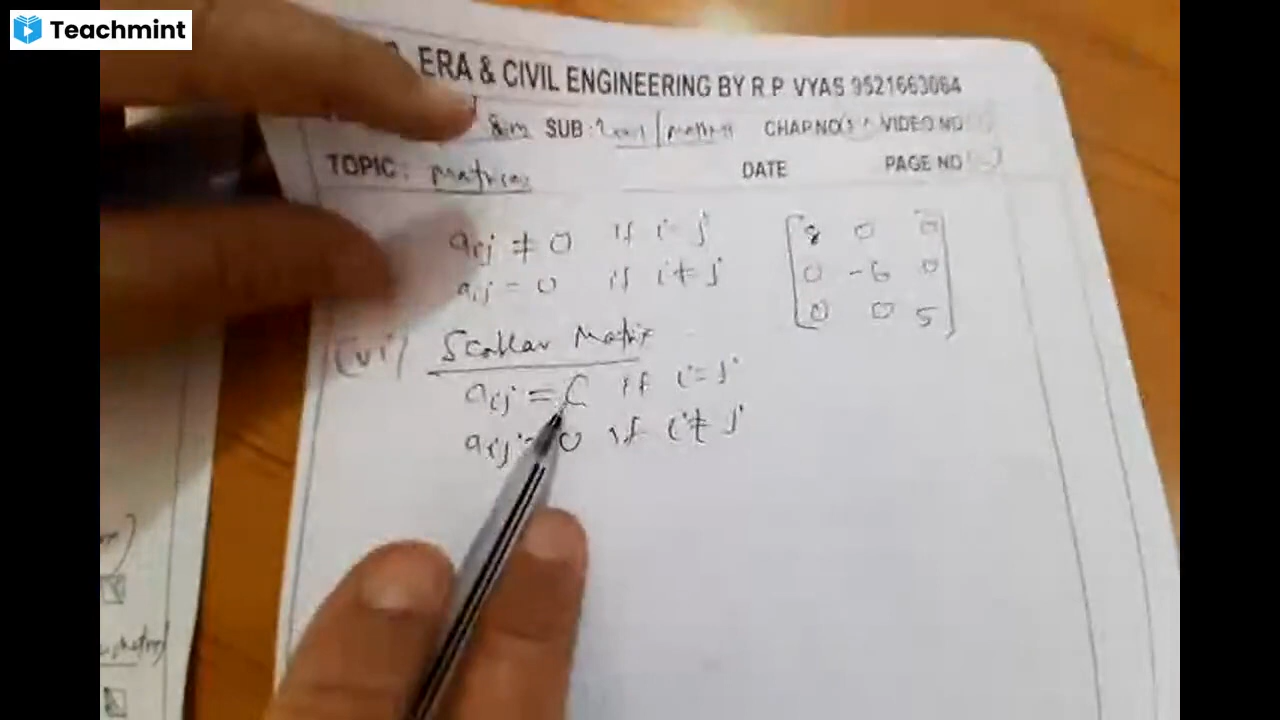 Teachmint
ERA & CIVIL ENGINEERING BY R P VYAS 9521663064
8m SUB : CHAP NO VIDEO NO
TOPIC : Matrices DATE PAGE NO
aij ≠ 0 if i = j
aij = 0 if i ≠ j
8 0 0
0 -6 0
0 0 5
(vi) Scallar Matrix
aij = C if i = j
aij = 0 if i ≠ j